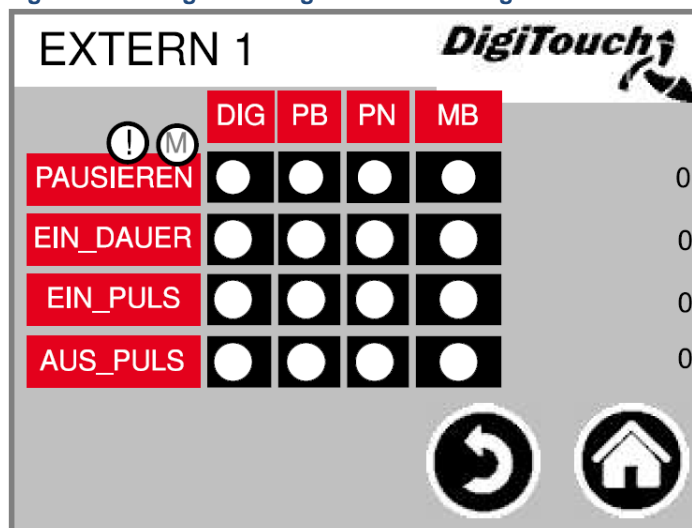 EXTERN 1 DigiTouch
DIG PB PN MB
! M
PAUSIEREN 0
EIN_DAUER 0
EIN_PULS 0
AUS_PULS 0